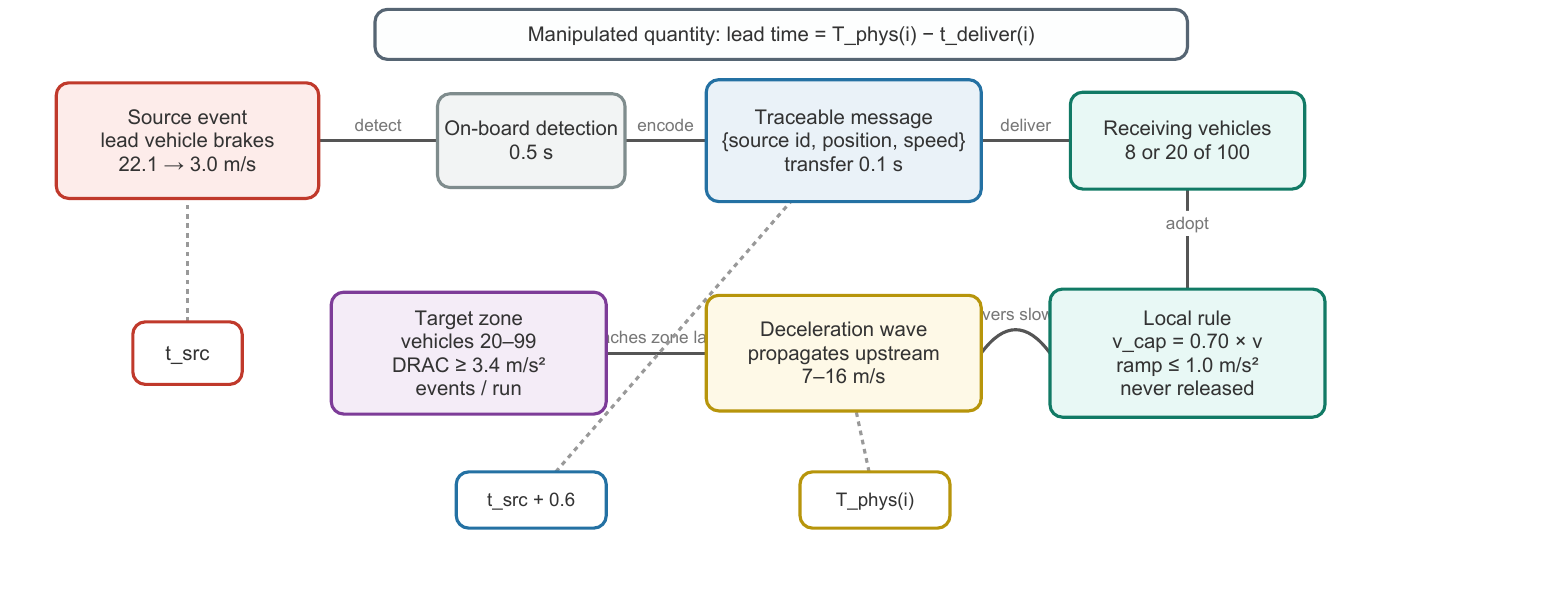 Manipulated quantity: lead time = T_phys(i) − t_deliver(i)
Source event
lead vehicle brakes
22.1 → 3.0 m/s
detect
On-board detection
0.5 s
encode
Traceable message
{source id, position, speed}
transfer 0.1 s
deliver
Receiving vehicles
8 or 20 of 100
adopt
Target zone
vehicles 20–99
DRAC ≥ 3.4 m/s²
events / run
zone
Deceleration wave
propagates upstream
7–16 m/s
Local rule
v_cap = 0.70 × v
ramp ≤ 1.0 m/s²
never released
t_src
t_src + 0.6
T_phys(i)